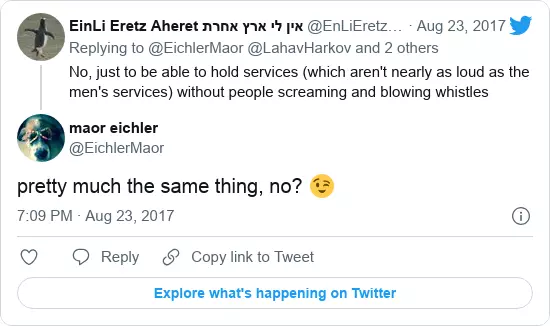 EinLi Eretz Aheret אין לי ארץ אחרת @EnLiEretz… · Aug 23, 2017
Replying to @EichlerMaor @LahavHarkov and 2 others
No, just to be able to hold services (which aren't nearly as loud as the
men's services) without people screaming and blowing whistles
maor eichler
@EichlerMaor
pretty much the same thing, no? 😉
7:09 PM · Aug 23, 2017
Reply
Copy link to Tweet
Explore what's happening on Twitter